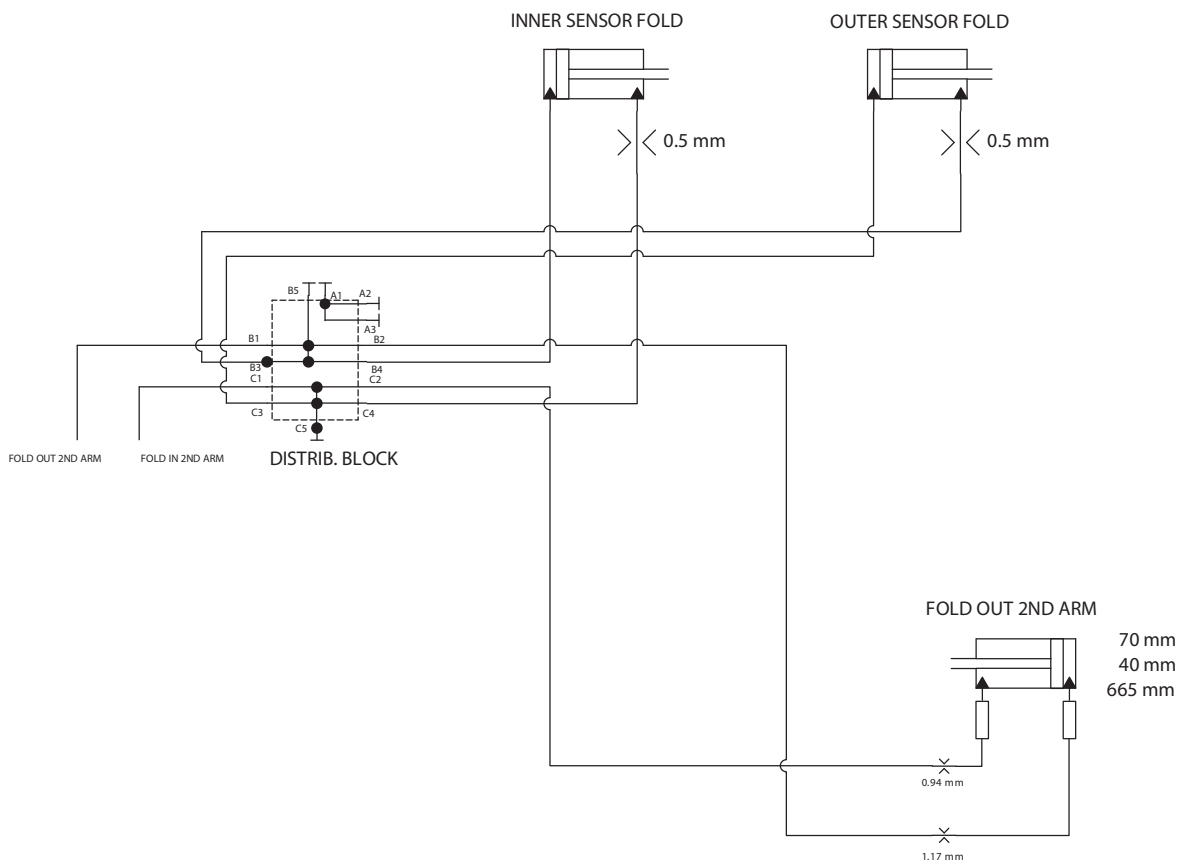 INNER SENSOR FOLD
OUTER SENSOR FOLD
0.5 mm
0.5 mm
B5
A1
A2
A3
B1
B2
B3
B4
C1
C2
C3
C4
C5
FOLD OUT 2ND ARM
FOLD IN 2ND ARM
DISTRIB. BLOCK
FOLD OUT 2ND ARM
70 mm
40 mm
665 mm
0.94 mm
1.17 mm